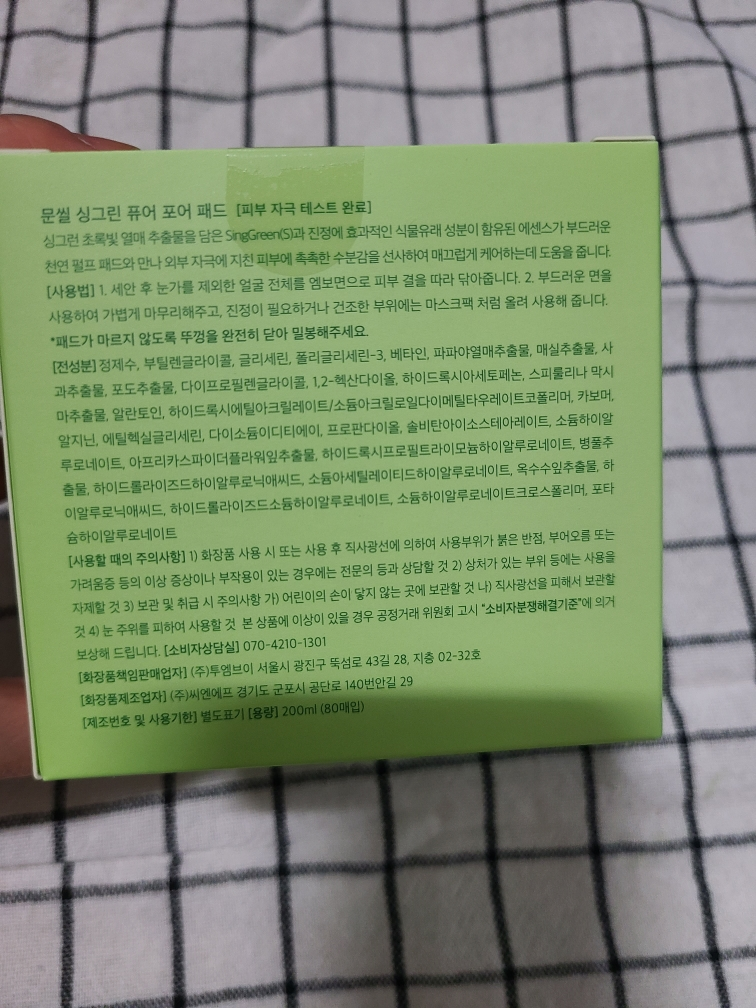 문씰 싱그린 퓨어 포어 패드 [피부 자극 테스트 완료]
싱그런 초록빛 열매 추출물을 담은 SingGreen(S)과 진정에 효과적인 식물유래 성분이 함유된 에센스가 부드러운
천연 펄프 패드와 만나 외부 자극에 지친 피부에 촉촉한 수분감을 선사하여 매끄럽게 케어하는데 도움을 줍니다.
[사용법] 1. 세안 후 눈가를 제외한 얼굴 전체를 엠보면으로 피부 결을 따라 닦아줍니다. 2. 부드러운 면을
사용하여 가볍게 마무리해주고, 진정이 필요하거나 건조한 부위에는 마스크팩 처럼 올려 사용해 줍니다.
*패드가 마르지 않도록 뚜껑을 완전히 닫아 밀봉해주세요.
[전성분] 정제수, 부틸렌글라이콜, 글리세린, 폴리글리세린-3, 베타인, 파파야열매추출물, 매실추출물, 사
과추출물, 포도추출물, 다이프로필렌글라이콜, 1,2-헥산다이올, 하이드록시아세토페논, 스피룰리나 막시
마추출물, 알란토인, 하이드록시에틸아크릴레이트/소듐아크릴로일다이메틸타우레이트코폴리머, 카보머,
알지닌, 에틸헥실글리세린, 다이소듐이디티에이, 프로판다이올, 솔비탄아이소스테아레이트, 소듐하이알
루로네이트, 아프리카스파이더플라워잎추출물, 하이드록시프로필트라이모늄하이알루로네이트, 병풀추
출물, 하이드롤라이즈드하이알루로닉애씨드, 소듐아세틸레이티드하이알루로네이트, 옥수수잎추출물, 하
이알루로닉애씨드, 하이드롤라이즈드소듐하이알루로네이트, 소듐하이알루로네이트크로스폴리머, 포타
슘하이알루로네이트
[사용할 때의 주의사항] 1) 화장품 사용 시 또는 사용 후 직사광선에 의하여 사용부위가 붉은 반점, 부어오름 또는
가려움증 등의 이상 증상이나 부작용이 있는 경우에는 전문의 등과 상담할 것 2) 상처가 있는 부위 등에는 사용을
자제할 것 3) 보관 및 취급 시 주의사항 가) 어린이의 손이 닿지 않는 곳에 보관할 것 나) 직사광선을 피해서 보관할
것 4) 눈 주위를 피하여 사용할 것 본 상품에 이상이 있을 경우 공정거래 위원회 고시 "소비자분쟁해결기준"에 의거
보상해 드립니다. [소비자상담실] 070-4210-1301
[화장품책임판매업자] (주)투엠브이 서울시 광진구 뚝섬로 43길 28, 지층 02-32호
[화장품제조업자] (주)씨엔에프 경기도 군포시 공단로 140번안길 29
[제조번호 및 사용기한] 별도표기 [용량] 200ml (80매입)